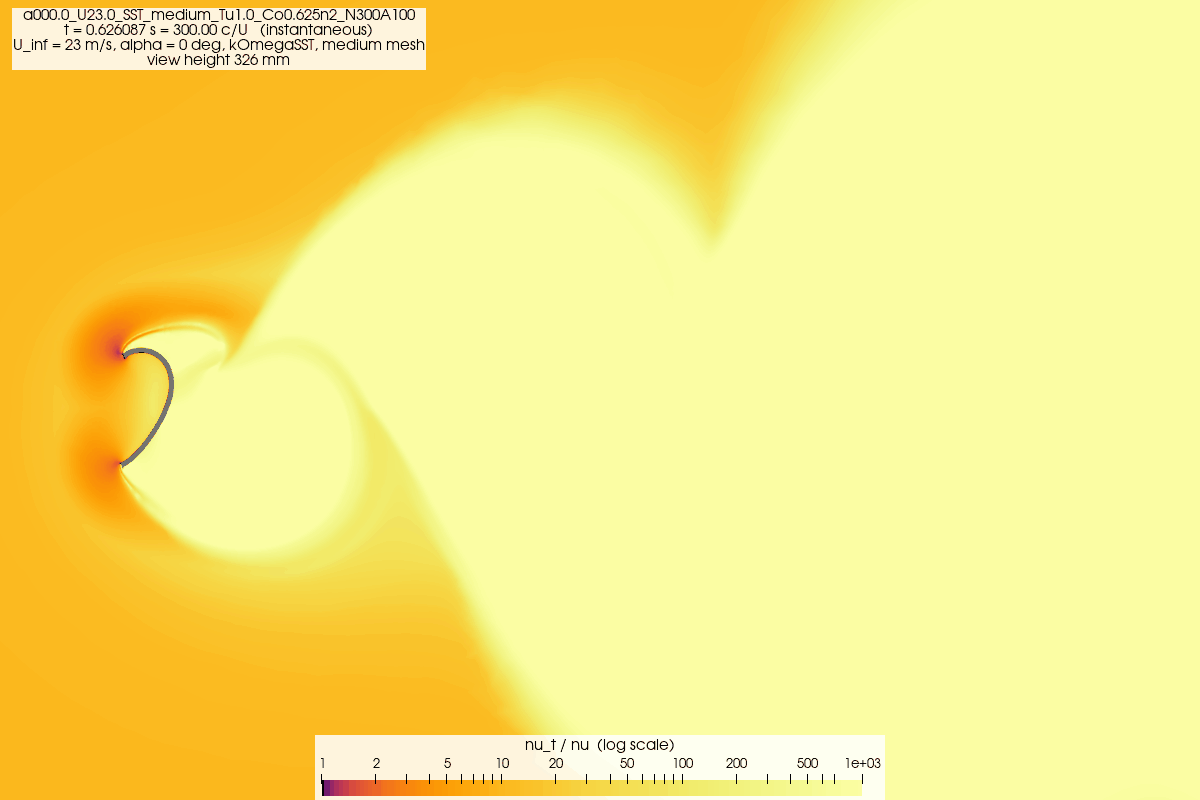 a000.0_U23.0_SST_medium_Tu1.0_Co0.625n2_N300A100
t = 0.626087 s = 300.00 c/U (instantaneous)
U_inf = 23 m/s, alpha = 0 deg, kOmegaSST, medium mesh
view height 326 mm
nu_t / nu (log scale)
1 2 5 10 20 50 100 200 500 1e+03